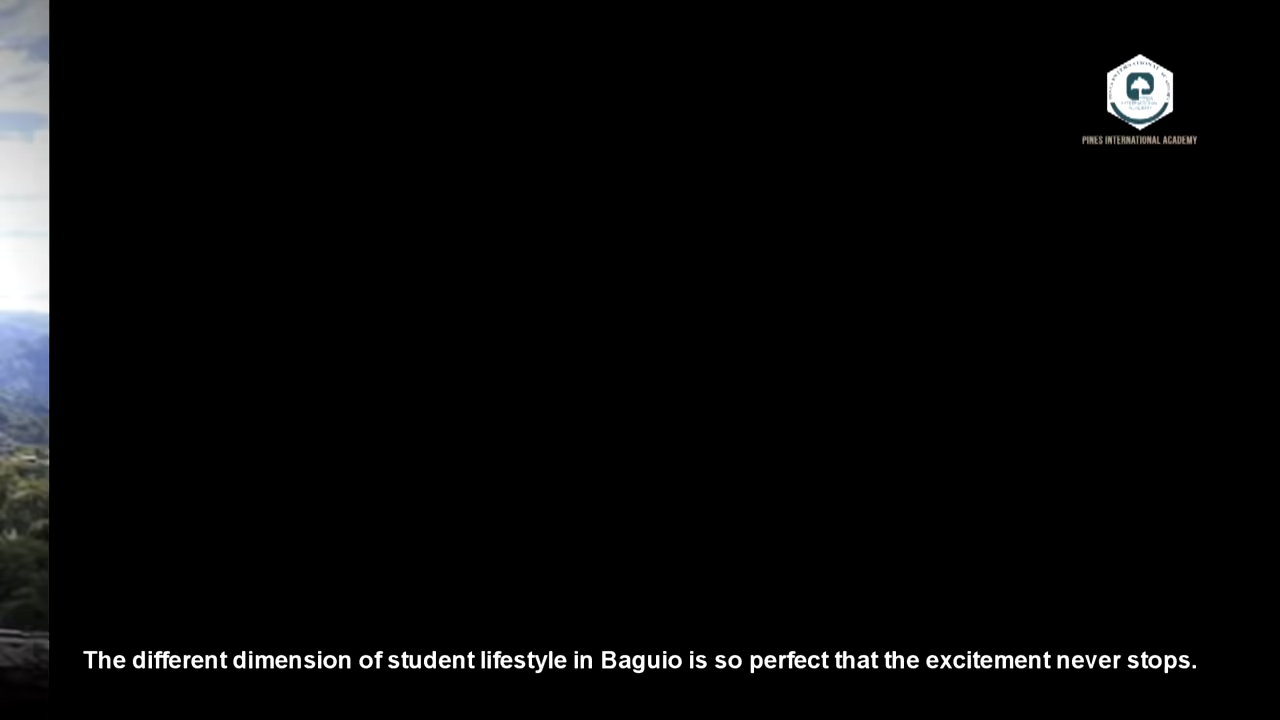 PINES INTERNATIONAL ACADEMY
The different dimension of student lifestyle in Baguio is so perfect that the excitement never stops.